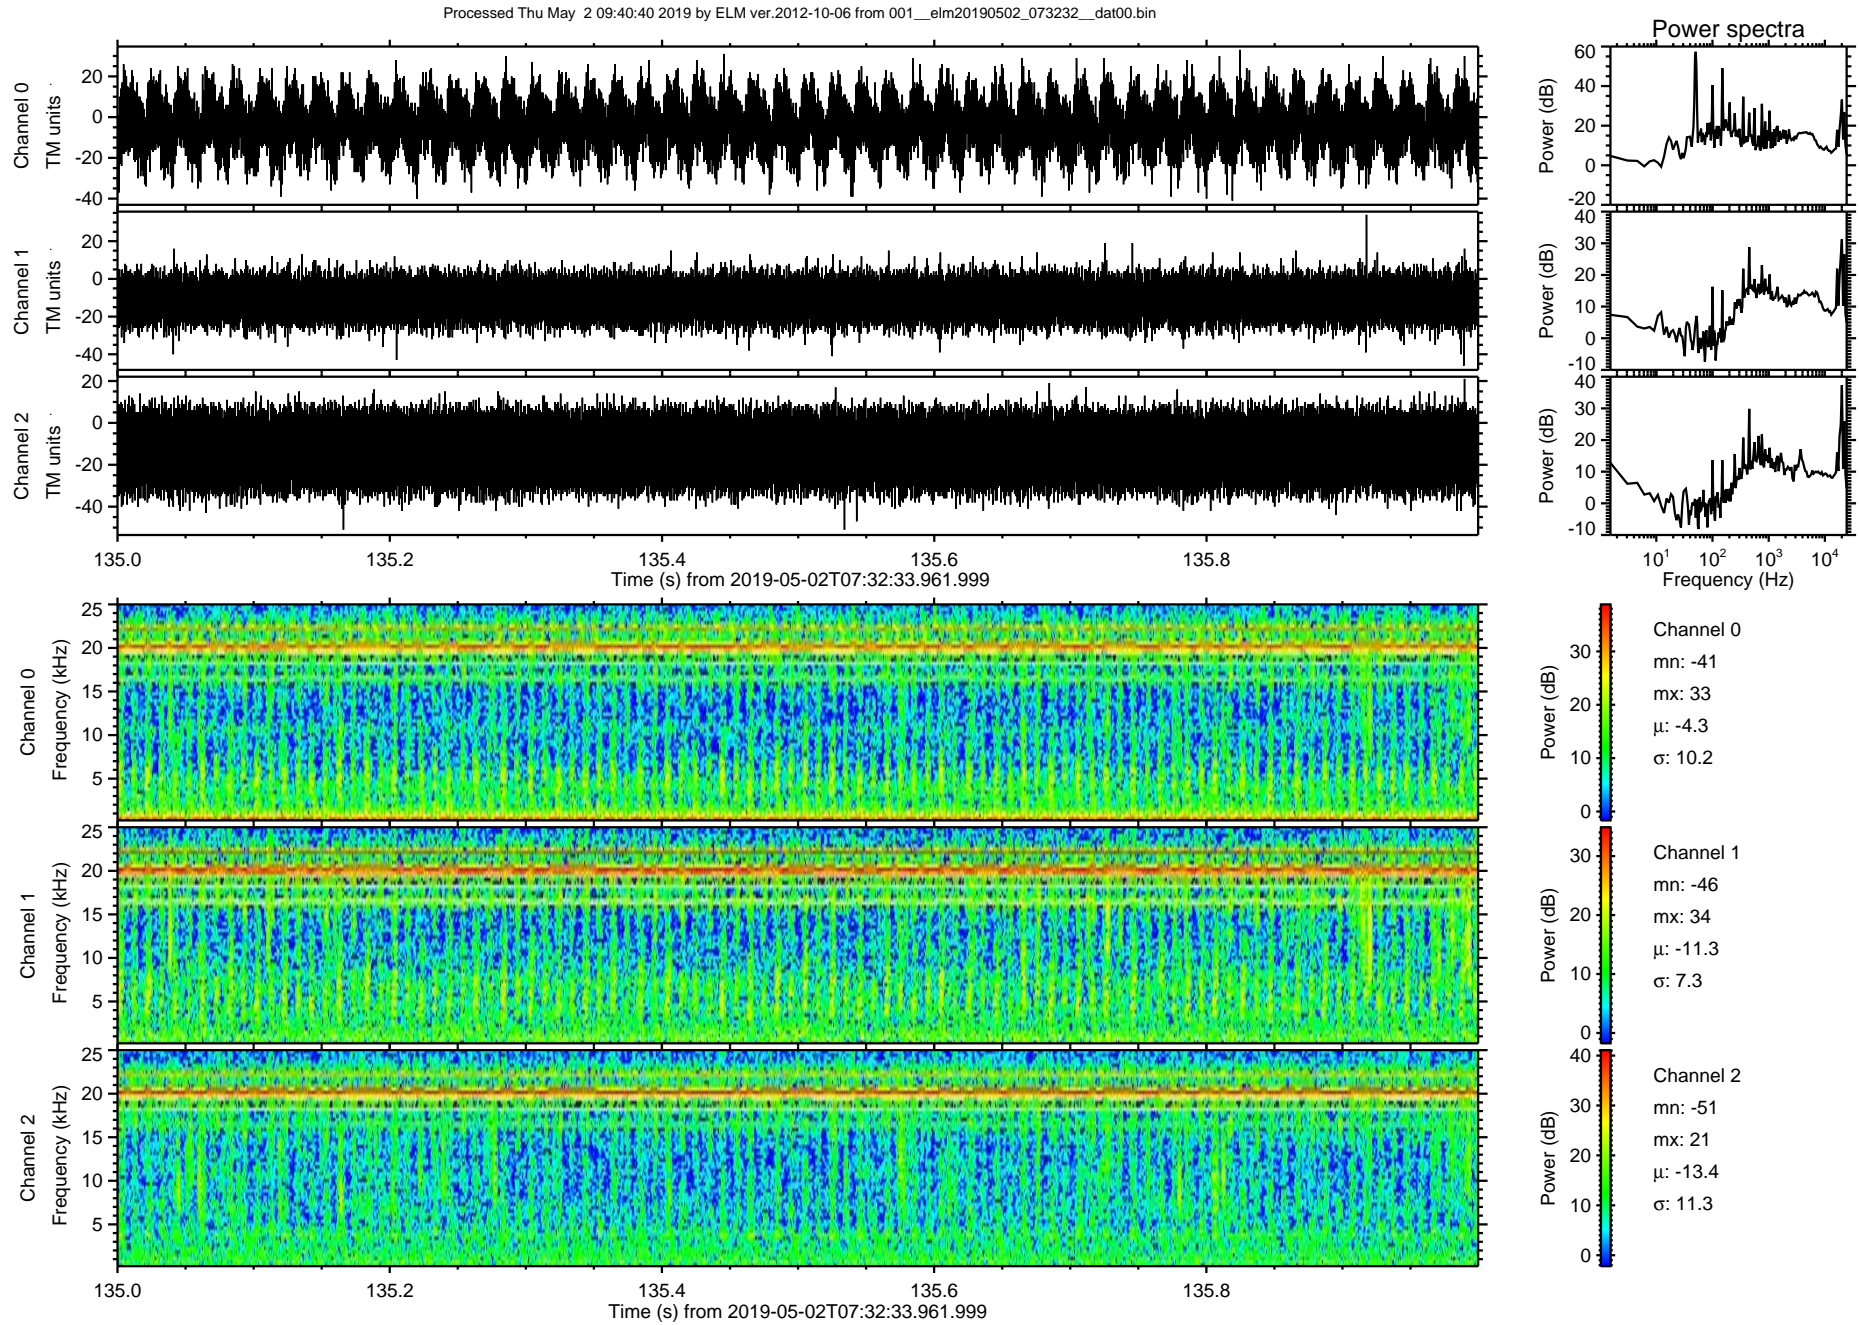 Processed Thu May  2 09:40:40 2019 by ELM ver.2012-10-06 from 001__elm20190502_073232__dat00.bin
Power spectra
Channel 0
TM units
20
0
-20
-40
Power (dB)
60
40
20
0
-20
Channel 1
TM units
20
0
-20
-40
Power (dB)
40
30
20
10
0
-10
Channel 2
TM units
20
0
-20
-40
Power (dB)
40
30
20
10
0
-10
135.0 135.2 135.4 135.6 135.8
Time (s) from 2019-05-02T07:32:33.961.999
10¹ 10² 10³ 10⁴
Frequency (Hz)
Channel 0
Frequency (kHz)
25
20
15
10
5
Power (dB)
30
20
10
0
Channel 0
mn: -41
mx: 33
μ: -4.3
σ: 10.2
Channel 1
Frequency (kHz)
25
20
15
10
5
Power (dB)
30
20
10
0
Channel 1
mn: -46
mx: 34
μ: -11.3
σ: 7.3
Channel 2
Frequency (kHz)
25
20
15
10
5
Power (dB)
40
30
20
10
0
Channel 2
mn: -51
mx: 21
μ: -13.4
σ: 11.3
135.0 135.2 135.4 135.6 135.8
Time (s) from 2019-05-02T07:32:33.961.999